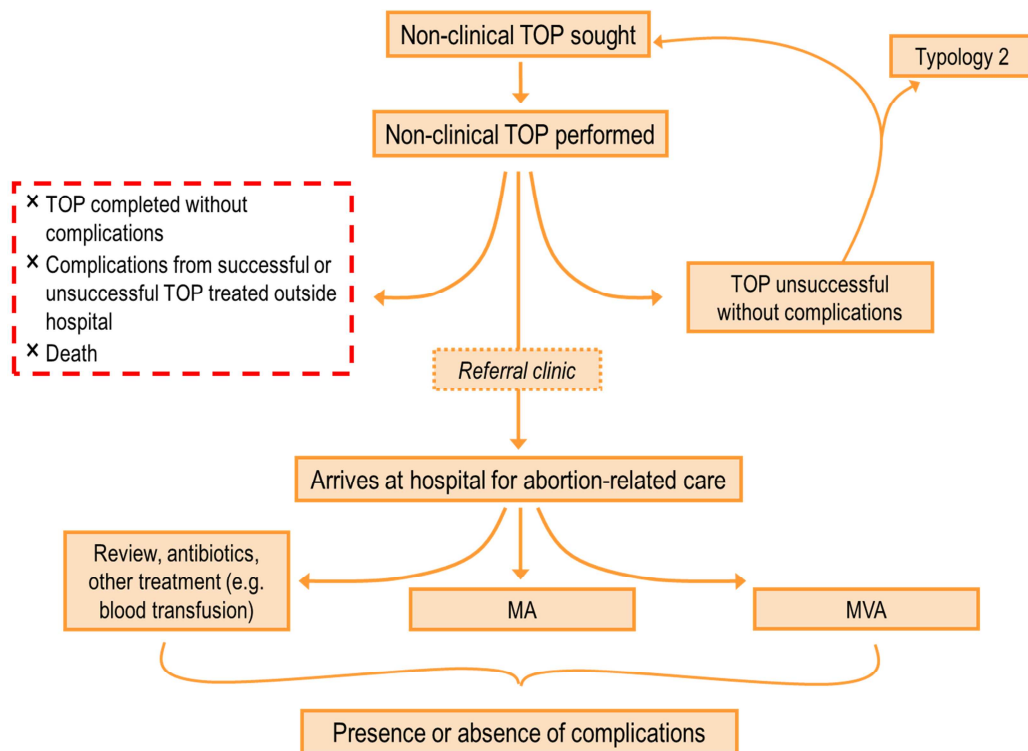 Non-clinical TOP sought
Typology 2
Non-clinical TOP performed
× TOP completed without
complications
× Complications from successful or
unsuccessful TOP treated outside
hospital
× Death
TOP unsuccessful
without complications
Referral clinic
Arrives at hospital for abortion-related care
Review, antibiotics,
other treatment (e.g.
blood transfusion)
MA
MVA
Presence or absence of complications